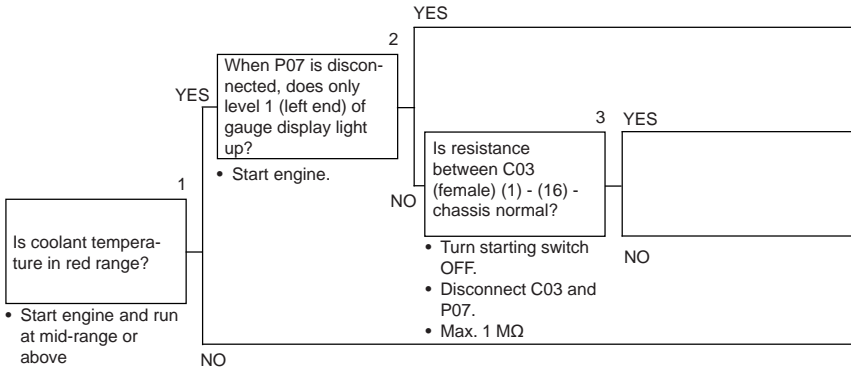 1
Is coolant tempera-
ture in red range?
• Start engine and run
at mid-range or
above
YES
NO
2
When P07 is discon-
nected, does only
level 1 (left end) of
gauge display light
up?
• Start engine.
YES
NO
3
Is resistance
between C03
(female) (1) - (16) -
chassis normal?
• Turn starting switch
OFF.
• Disconnect C03 and
P07.
• Max. 1 MΩ
YES
NO